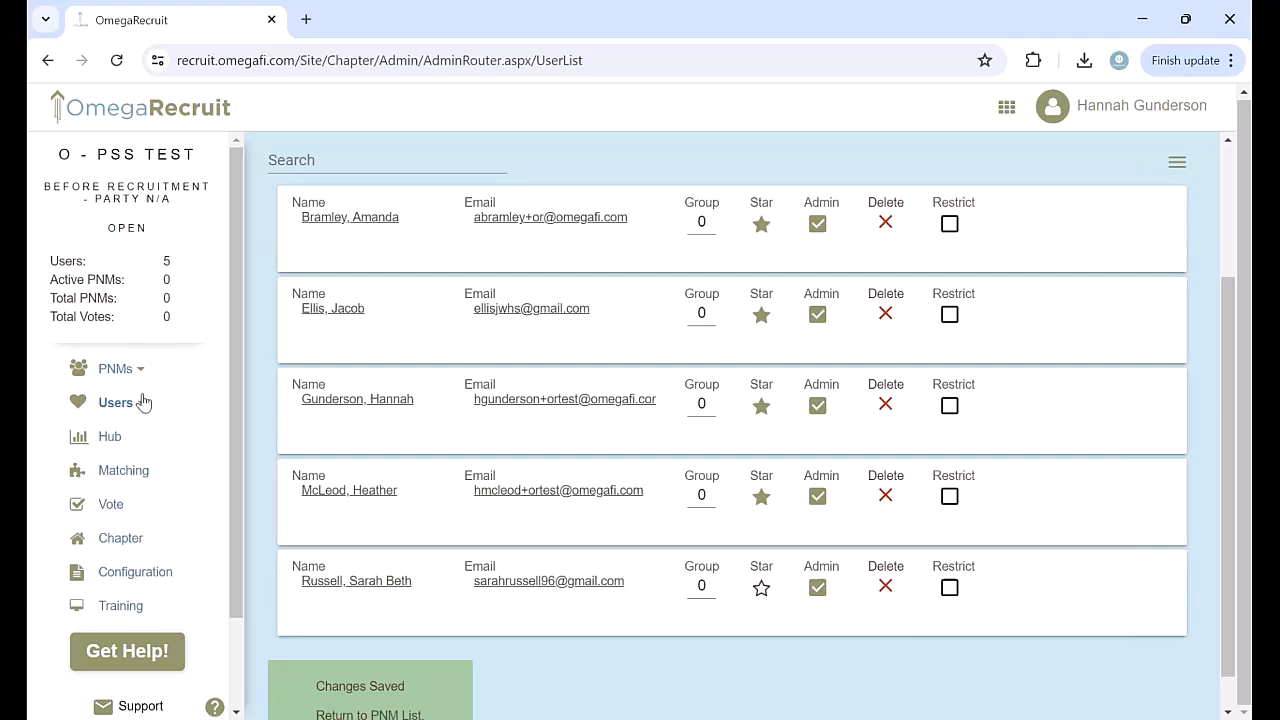 OmegaRecruit
Finish update
recruit.omegafi.com/Site/Chapter/Admin/AdminRouter.aspx/UserList
OmegaRecruit
Hannah Gunderson
O - PSS TEST
BEFORE RECRUITMENT
- PARTY N/A
OPEN
Users: 5
Active PNMs: 0
Total PNMs: 0
Total Votes: 0
PNMs
Users
Hub
Matching
Vote
Chapter
Configuration
Training
Get Help!
Support
?
Search
Name Email Group Star Admin Delete Restrict
Bramley, Amanda abramley+or@omegafi.com 0
Name Email Group Star Admin Delete Restrict
Ellis, Jacob ellisjwhs@gmail.com 0
Name Email Group Star Admin Delete Restrict
Gunderson, Hannah hgunderson+ortest@omegafi.cor 0
Name Email Group Star Admin Delete Restrict
McLeod, Heather hmcleod+ortest@omegafi.com 0
Name Email Group Star Admin Delete Restrict
Russell, Sarah Beth sarahrussell96@gmail.com 0
Changes Saved
Return to PNM List.